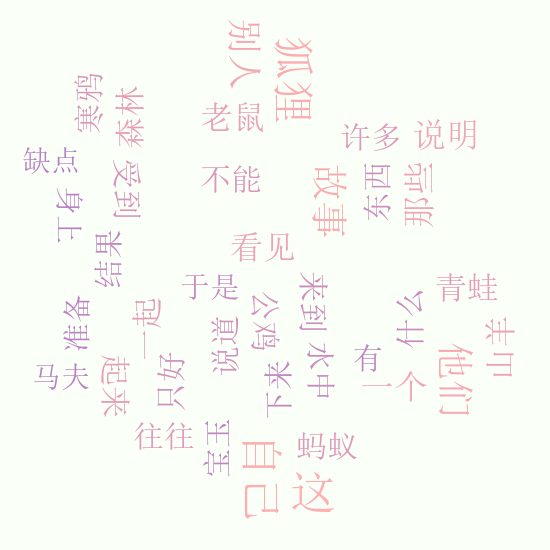 别人
狐狸
寒鸦
森林
老鼠
许多
说明
缺点
身上
受到
不能
故事
东西
那些
结果
看见
准备
一起
于是
公鸡
来到
什么
青蛙
马夫
起来
只好
说道
下来
水中
有
一个
他们
山羊
往往
宝玉
自己
蚂蚁
这